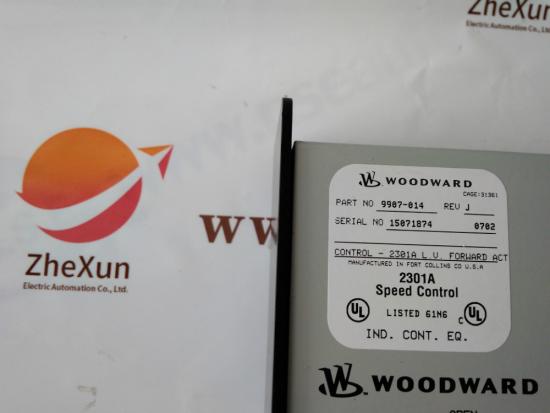 ZheXun
Electric Automation Co., Ltd.
ZheXun
Electric Automation Co., Ltd.
ww
WOODWARD
CAGE:31361
PART NO 9907-014 REV J
SERIAL NO 15071874 0702
CONTROL - 2301A L.V. FORWARD ACT
MANUFACTURED IN FORT COLLINS CO U.S.A
2301A
Speed Control
UL LISTED 61N6 c UL
IND. CONT. EQ.
WOODWARD
OPEN